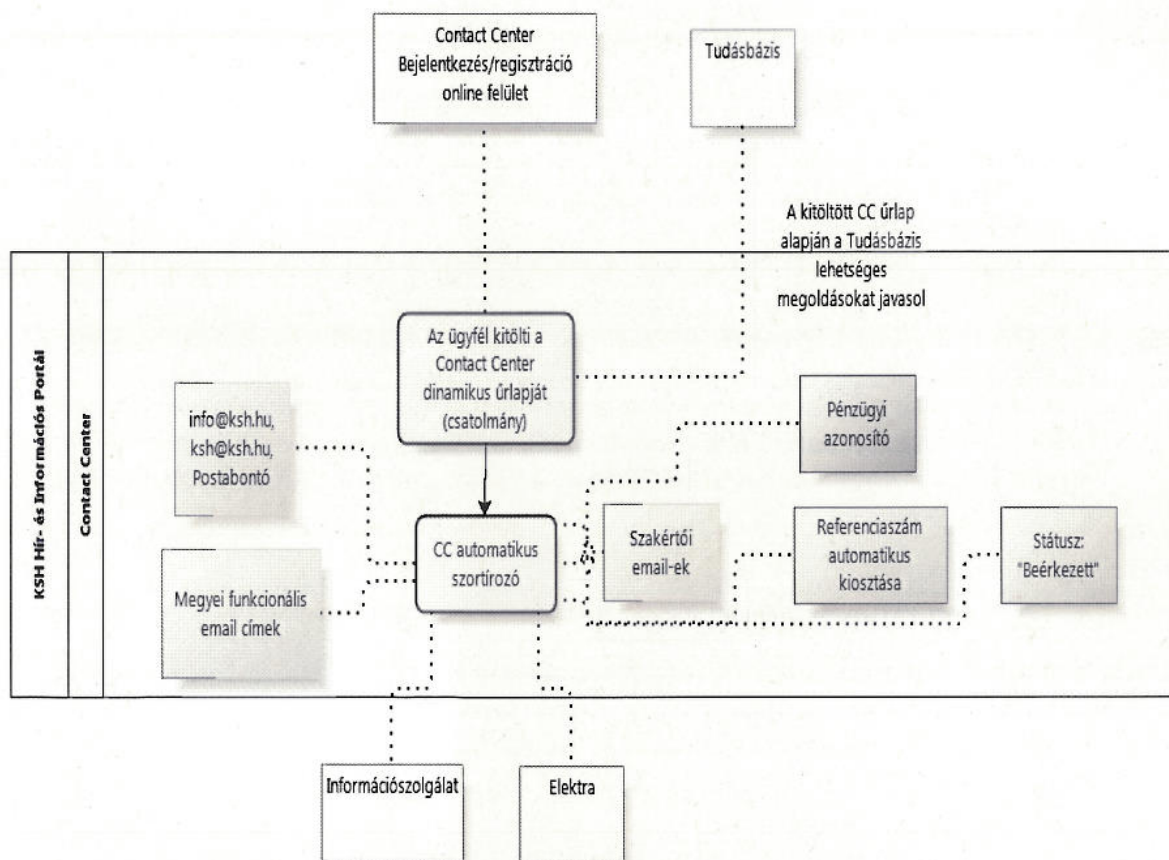 Contact Center
Bejelentkezés/regisztráció
online felület
Tudásbázis
A kitöltött CC űrlap
alapján a Tudásbázis
lehetséges
megoldásokat javasol
KSH Hír- és Információs Portál
Contact Center
Az ügyfél kitölti a
Contact Center
dinamikus űrlapját
(csatolmány)
info@ksh.hu,
ksh@ksh.hu,
Postabontó
Pénzügyi
azonosító
CC automatikus
szortírozó
Szakértői
email-ek
Referenciaszám
automatikus
kiosztása
Státusz:
"Beérkezett"
Megyei funkcionális
email címek
Információszolgálat
Elektra